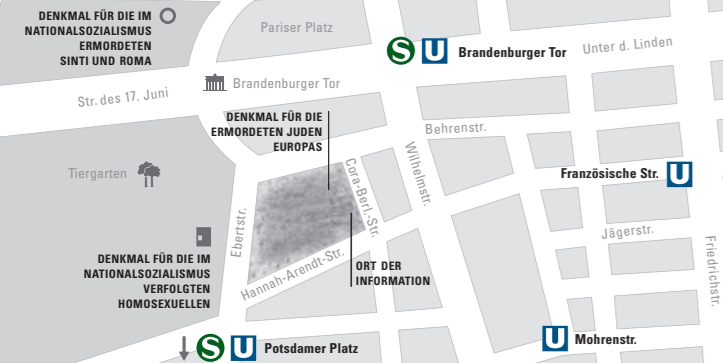 DENKMAL FÜR DIE IM
NATIONALSOZIALISMUS
ERMORDETEN
SINTI UND ROMA
Pariser Platz
S U Brandenburger Tor
Unter d. Linden
Brandenburger Tor
Str. des 17. Juni
DENKMAL FÜR DIE
ERMORDETEN JUDEN
EUROPAS
Behrenstr.
Tiergarten
Cora-Berl.-Str.
Wilhelmstr.
Französische Str. U
Ebertstr.
Jägerstr.
Friedrichstr.
DENKMAL FÜR DIE IM
NATIONALSOZIALISMUS
VERFOLGTEN
HOMOSEXUELLEN
Hannah-Arendt-Str.
ORT DER
INFORMATION
S U Potsdamer Platz
U Mohrenstr.